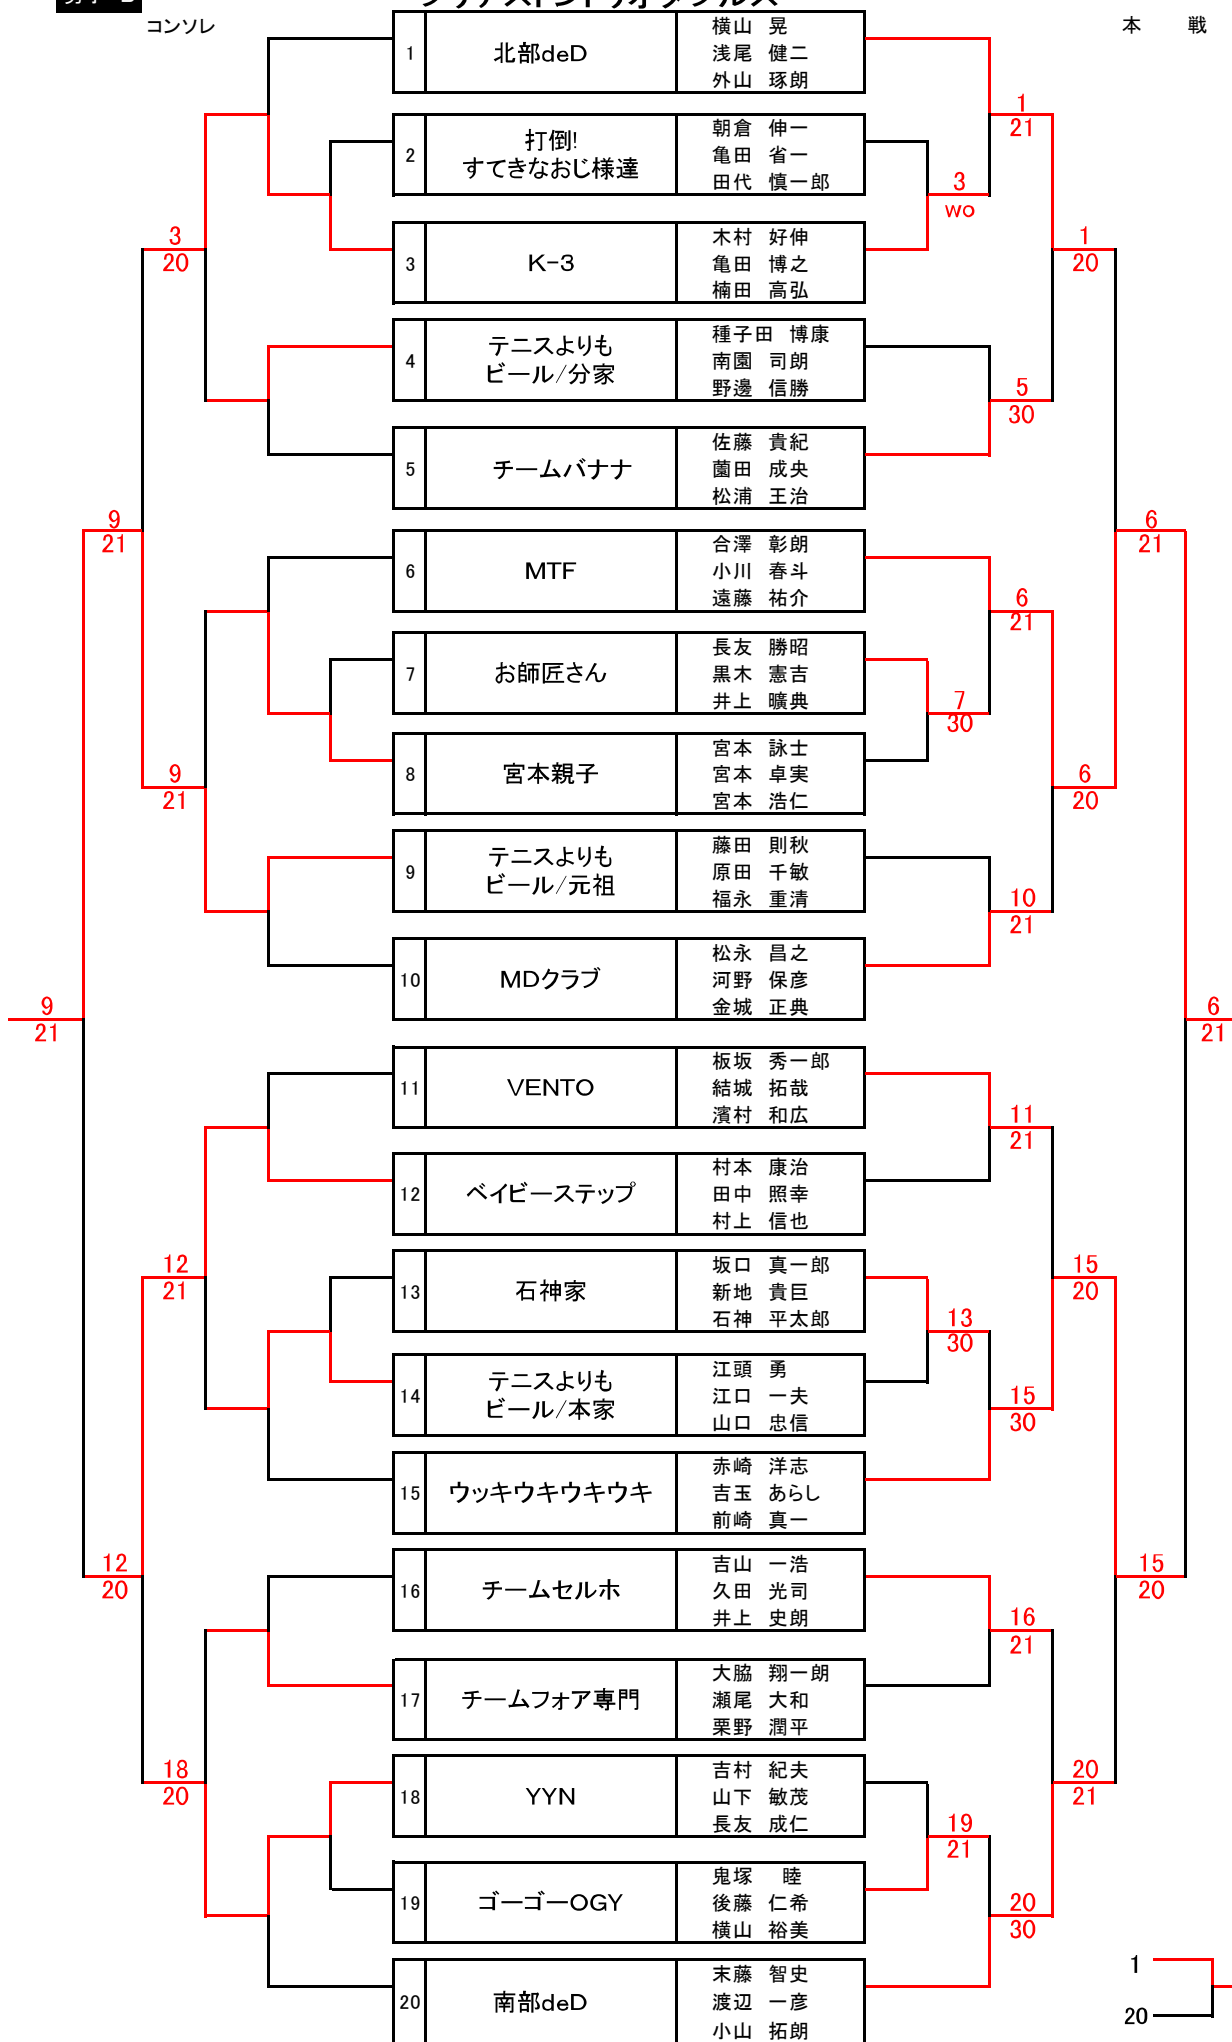 コンソレ
本 戦
1 北部deD 横山 晃
浅尾 健二
外山 琢朗
2 打倒!
すてきなおじ様達 朝倉 伸一
亀田 省一
田代 慎一郎
3 K-3 木村 好伸
亀田 博之
楠田 高弘
4 テニスよりも
ビール/分家 種子田 博康
南園 司朗
野邊 信勝
5 チームバナナ 佐藤 貴紀
薗田 成央
松浦 王治
6 MTF 合澤 彰朗
小川 春斗
遠藤 祐介
7 お師匠さん 長友 勝昭
黒木 憲吉
井上 曠典
8 宮本親子 宮本 詠士
宮本 卓実
宮本 浩仁
9 テニスよりも
ビール/元祖 藤田 則秋
原田 千敏
福永 重清
10 MDクラブ 松永 昌之
河野 保彦
金城 正典
11 VENTO 板坂 秀一郎
結城 拓哉
濱村 和広
12 ベイビーステップ 村本 康治
田中 照幸
村上 信也
13 石神家 坂口 真一郎
新地 貴巨
石神 平太郎
14 テニスよりも
ビール/本家 江頭 勇
江口 一夫
山口 忠信
15 ウッキウキウキウキ 赤崎 洋志
吉玉 あらし
前崎 真一
16 チームセルホ 吉山 一浩
久田 光司
井上 史朗
17 チームフォア専門 大脇 翔一朗
瀬尾 大和
栗野 潤平
18 YYN 吉村 紀夫
山下 敏茂
長友 成仁
19 ゴーゴーOGY 鬼塚 睦
後藤 仁希
横山 裕美
20 南部deD 末藤 智史
渡辺 一彦
小山 拓朗
3
20
9
21
9
21
9
21
12
21
12
20
18
20
1
21
3
wo
1
20
5
30
6
21
6
21
7
30
6
20
10
21
6
21
11
21
15
20
13
30
15
30
15
20
16
21
20
21
19
21
20
30
1
20